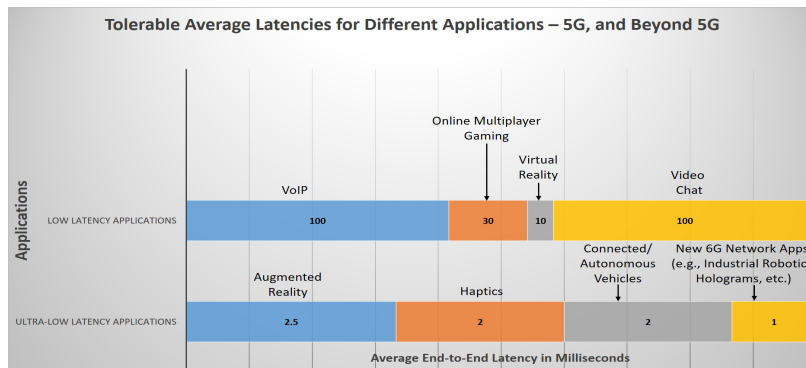 Tolerable Average Latencies for Different Applications – 5G, and Beyond 5G
Applications
Online Multiplayer
Gaming
Virtual
Reality
VoIP
Video
Chat
LOW LATENCY APPLICATIONS
100
30
10
100
Augmented
Reality
Haptics
Connected/
Autonomous
Vehicles
New 6G Network Apps
(e.g., Industrial Robotic
Holograms, etc.)
ULTRA-LOW LATENCY APPLICATIONS
2.5
2
2
1
Average End-to-End Latency in Milliseconds